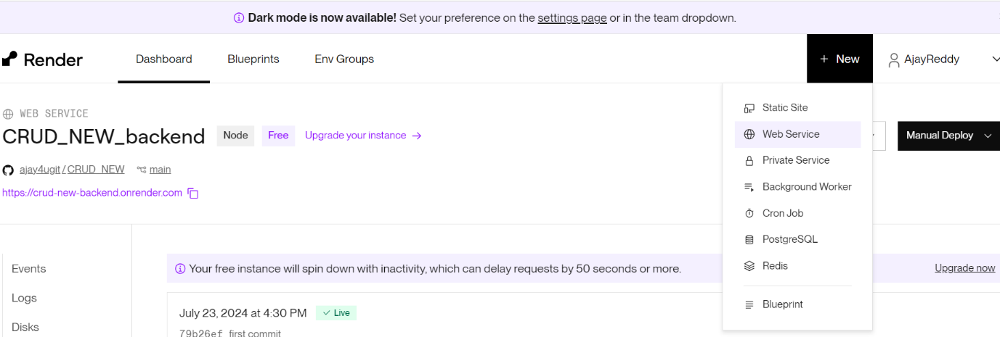 Dark mode is now available! Set your preference on the settings page or in the team dropdown.
Render Dashboard Blueprints Env Groups + New AjayReddy
WEB SERVICE
CRUD_NEW_backend Node Free Upgrade your instance →
ajay4ugit / CRUD_NEW main
https://crud-new-backend.onrender.com
Static Site
Web Service
Private Service
Background Worker
Cron Job
PostgreSQL
Redis
Blueprint
Manual Deploy
Events
Logs
Disks
Your free instance will spin down with inactivity, which can delay requests by 50 seconds or more.
Upgrade now
July 23, 2024 at 4:30 PM Live
79b26ef first commit